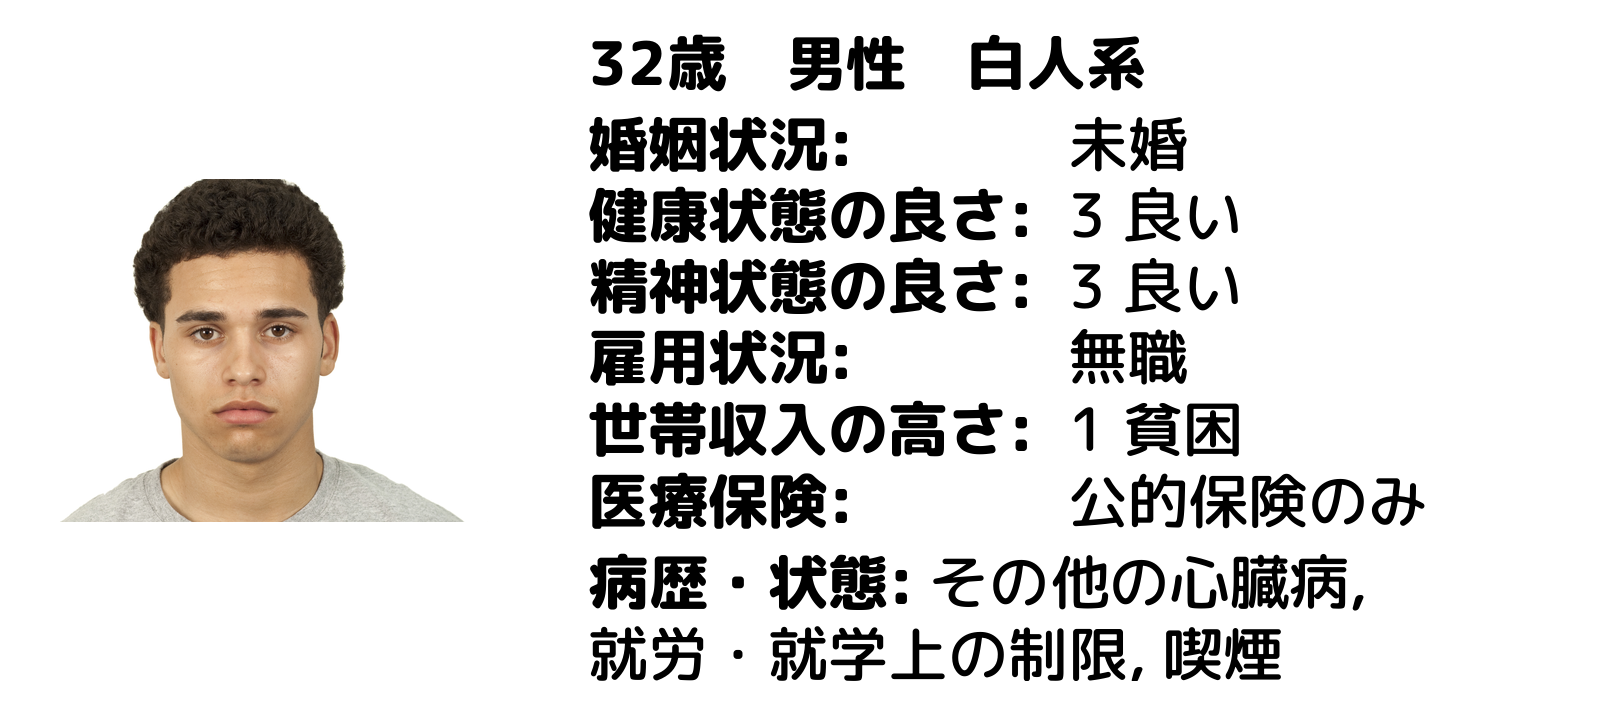 32歳　男性　白人系
婚姻状況: 未婚
健康状態の良さ: 3 良い
精神状態の良さ: 3 良い
雇用状況: 無職
世帯収入の高さ: 1 貧困
医療保険: 公的保険のみ
病歴・状態: その他の心臓病,
就労・就学上の制限, 喫煙